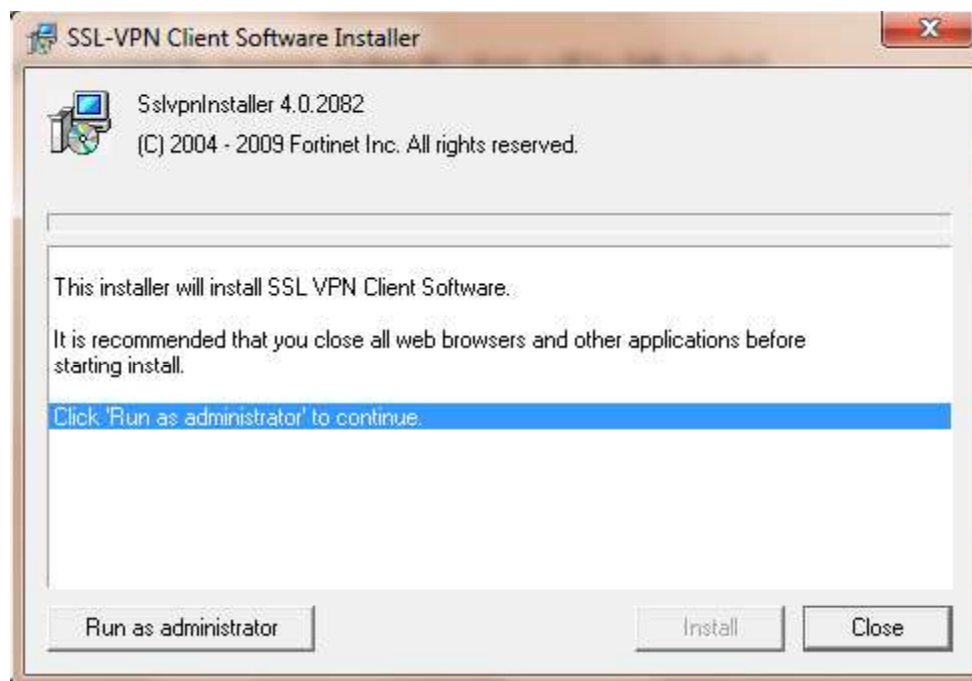 SSL-VPN Client Software Installer
SslvpnInstaller 4.0.2082
(C) 2004 - 2009 Fortinet Inc. All rights reserved.
This installer will install SSL VPN Client Software.
It is recommended that you close all web browsers and other applications before
starting install.
Click 'Run as administrator' to continue.
Run as administrator
Install
Close